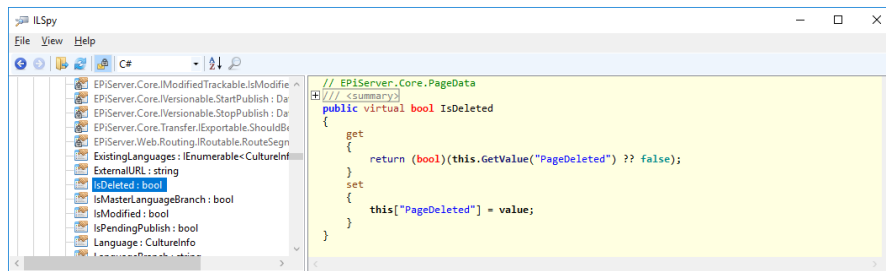 ILSpy
File View Help
C#
EPiServer.Core.IModifiedTrackable.IsModifie
EPiServer.Core.IVersionable.StartPublish : Da
EPiServer.Core.IVersionable.StopPublish : Da
EPiServer.Core.Transfer.IExportable.ShouldBe
EPiServer.Web.Routing.IRoutable.RouteSegn
ExistingLanguages : IEnumerable<CultureInf
ExternalURL : string
IsDeleted : bool
IsMasterLanguageBranch : bool
IsModified : bool
IsPendingPublish : bool
Language : CultureInfo
LanguageBranch : string
// EPiServer.Core.PageData
/// <summary>
public virtual bool IsDeleted
{
get
{
return (bool)(this.GetValue("PageDeleted") ?? false);
}
set
{
this["PageDeleted"] = value;
}
}